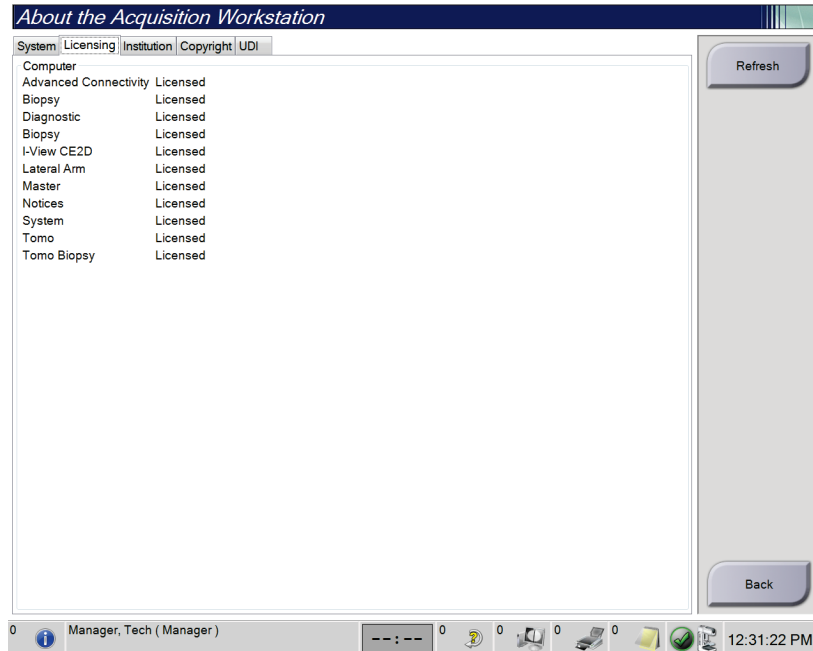 About the Acquisition Workstation
System Licensing Institution Copyright UDI
Refresh
Computer
Advanced Connectivity Licensed
Biopsy Licensed
Diagnostic Licensed
Biopsy Licensed
I-View CE2D Licensed
Lateral Arm Licensed
Master Licensed
Notices Licensed
System Licensed
Tomo Licensed
Tomo Biopsy Licensed
Back
0 Manager, Tech ( Manager ) --:-- 0 0 0 0 12:31:22 PM